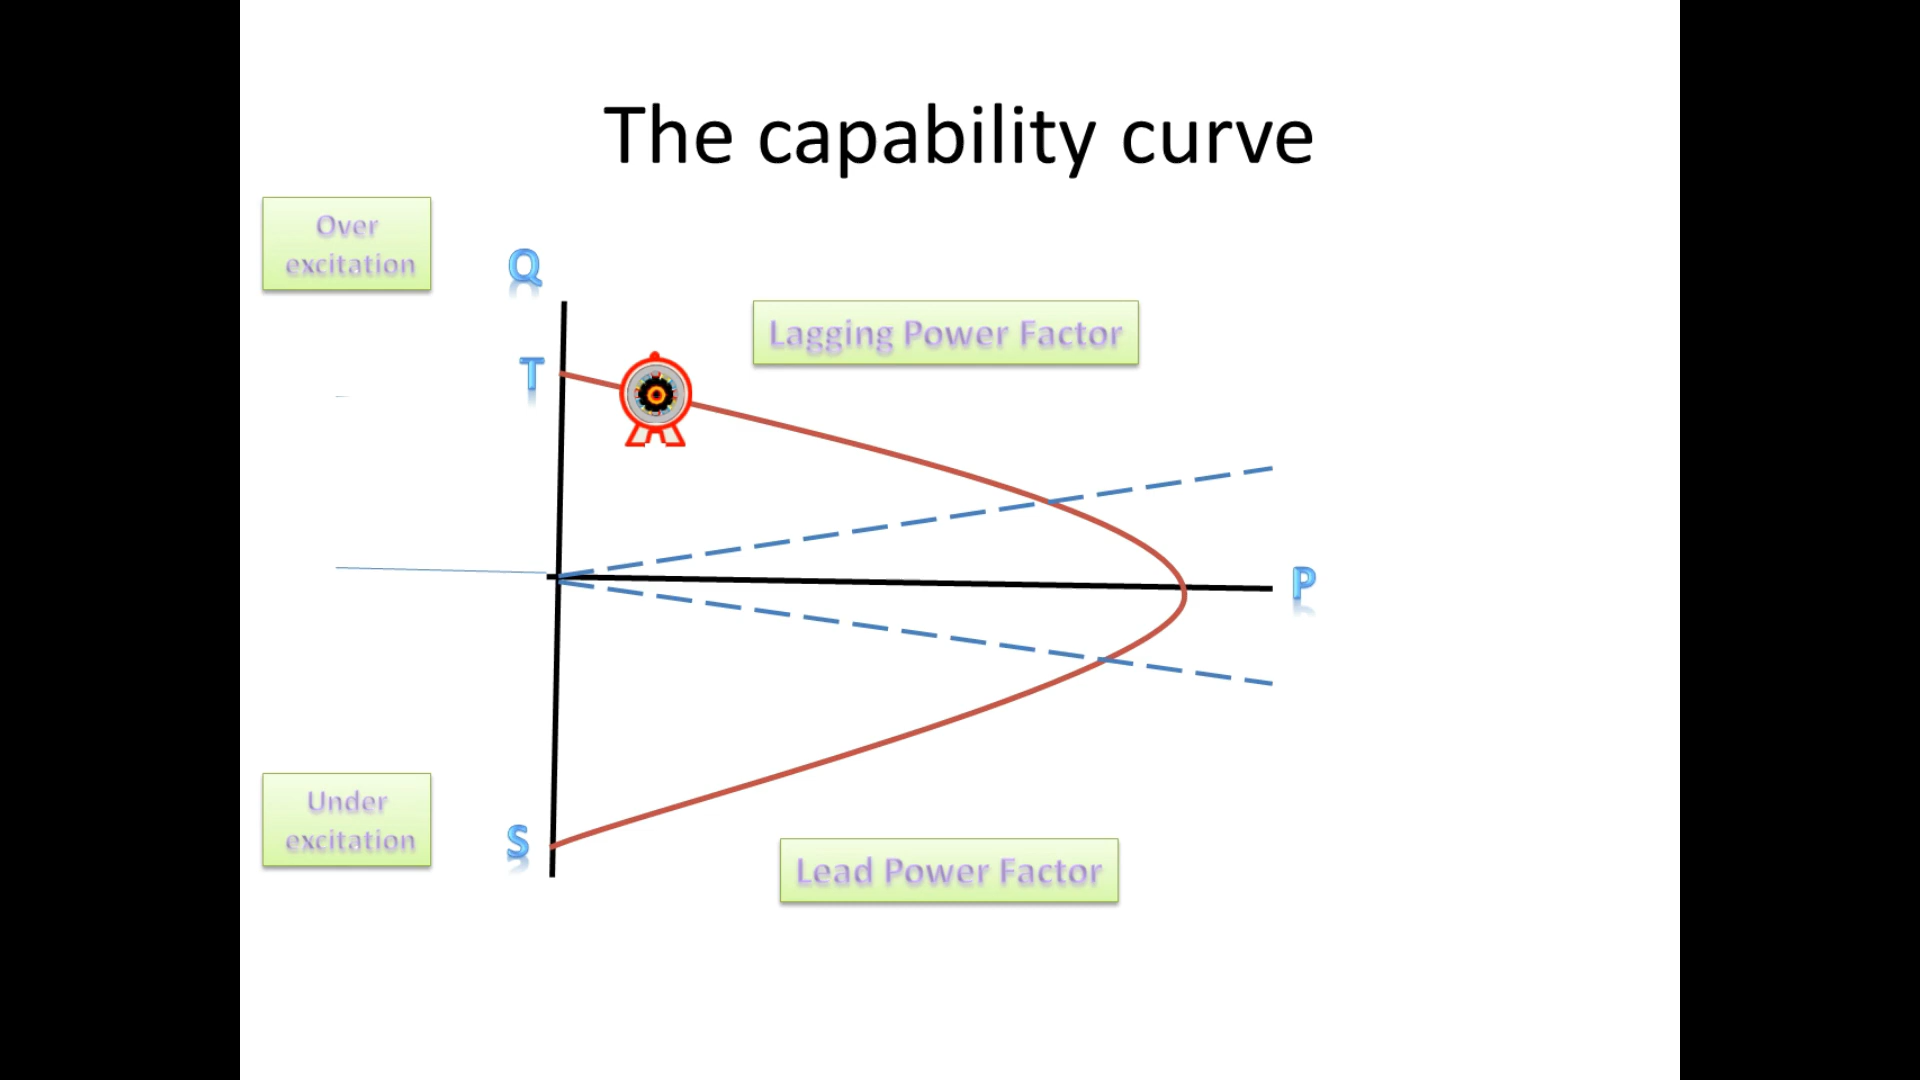 The capability curve
Over
excitation
Q
Lagging Power Factor
T
P
Under
excitation
S
Lead Power Factor